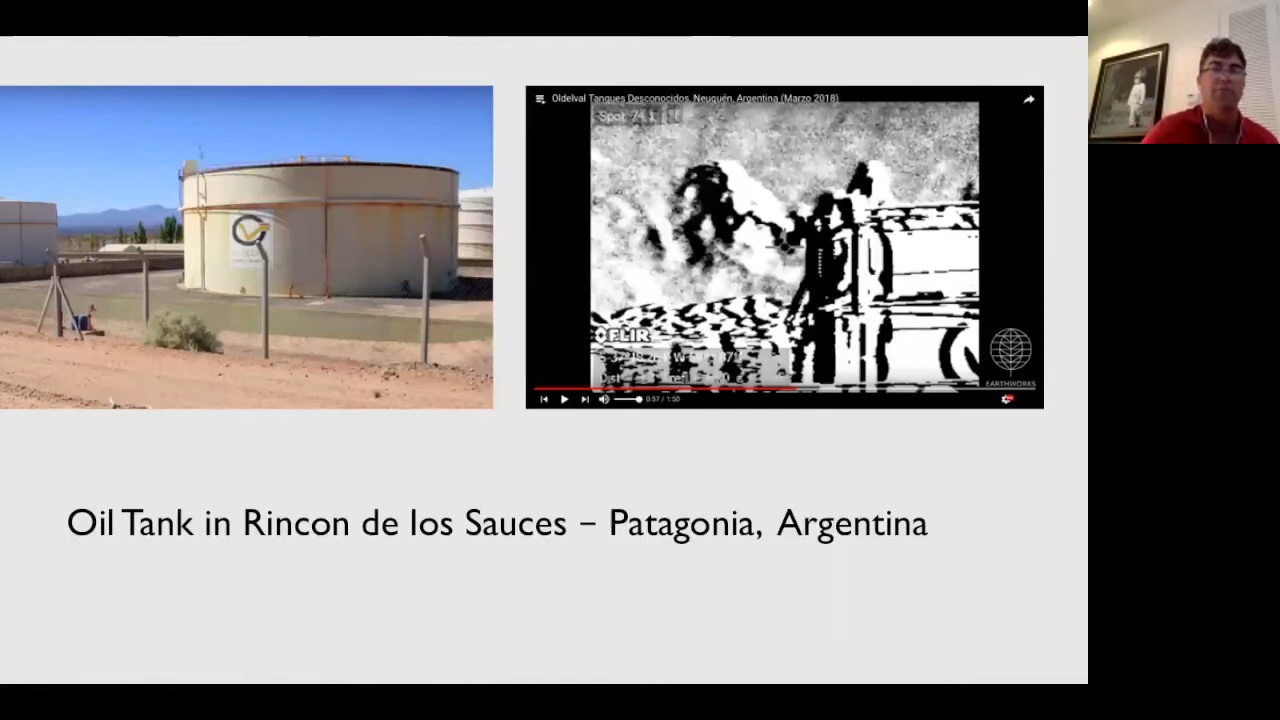 Oldelval Tanques Desconocidos, Neuquén, Argentina (Marzo 2018)
Spot
FLIR
EARTHWORKS
0:57 / 1:50
Oil Tank in Rincon de los Sauces – Patagonia, Argentina